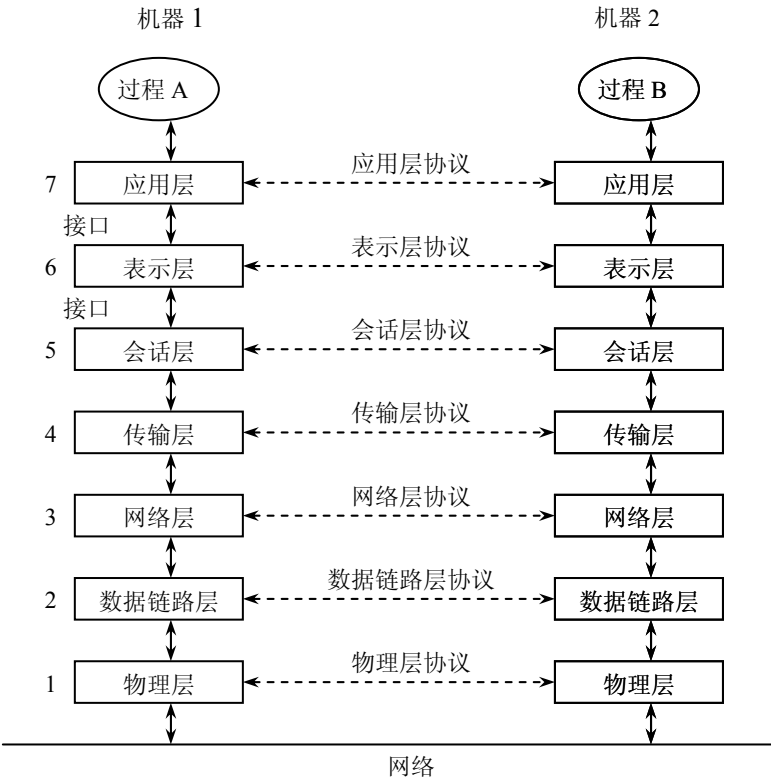 机器 1 机器 2
过程 A 过程 B
应用层协议
7 应用层 应用层
接口
表示层协议
6 表示层 表示层
接口
会话层协议
5 会话层 会话层
传输层协议
4 传输层 传输层
网络层协议
3 网络层 网络层
数据链路层协议
2 数据链路层 数据链路层
物理层协议
1 物理层 物理层
网络